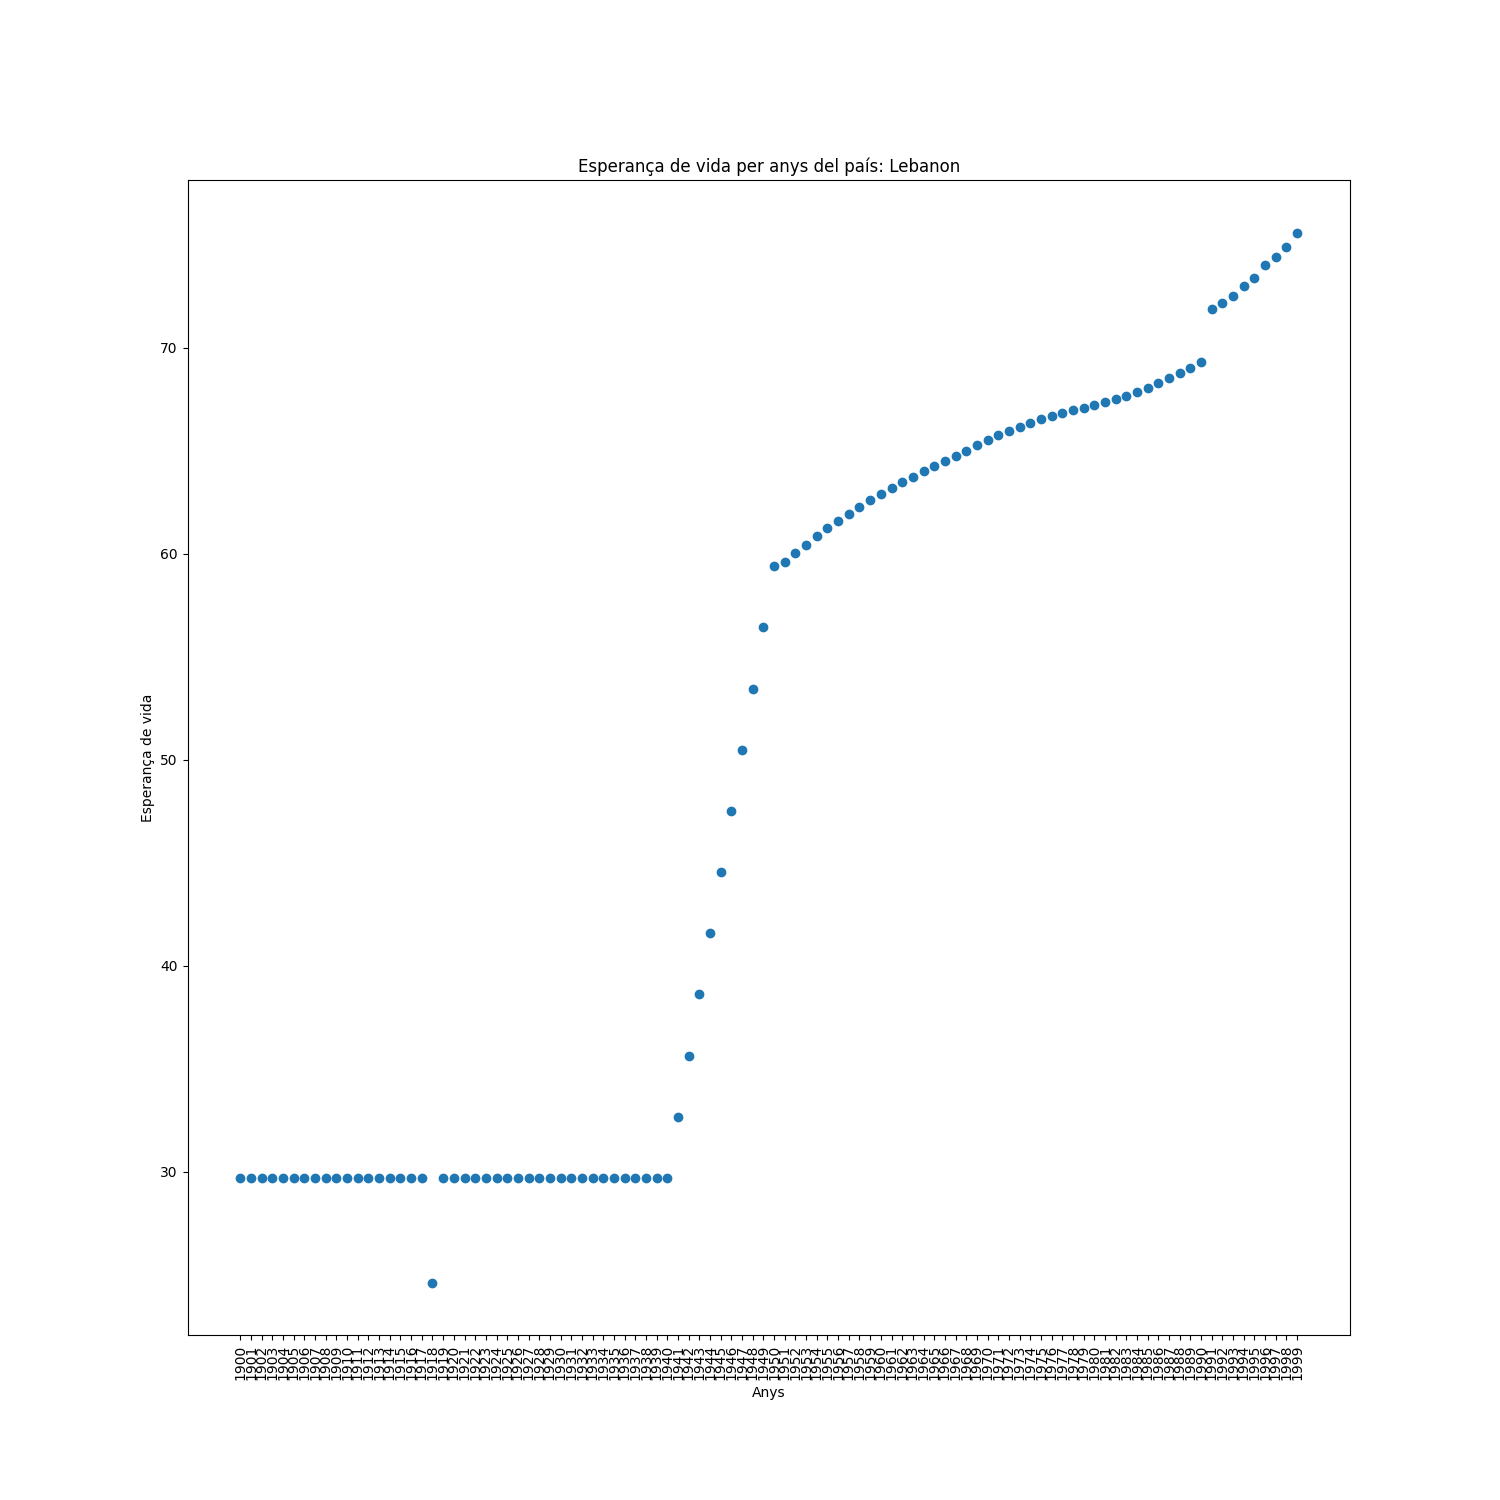 Esperança de vida per anys del país: Lebanon
Esperança de vida
70
60
50
40
30
1900 1901 1902 1903 1904 1905 1906 1907 1908 1909 1910 1911 1912 1913 1914 1915 1916 1917 1918 1919 1920 1921 1922 1923 1924 1925 1926 1927 1928 1929 1930 1931 1932 1933 1934 1935 1936 1937 1938 1939 1940 1941 1942 1943 1944 1945 1946 1947 1948 1949 1950 1951 1952 1953 1954 1955 1956 1957 1958 1959 1960 1961 1962 1963 1964 1965 1966 1967 1968 1969 1970 1971 1972 1973 1974 1975 1976 1977 1978 1979 1980 1981 1982 1983 1984 1985 1986 1987 1988 1989 1990 1991 1992 1993 1994 1995 1996 1997 1998 1999
Anys